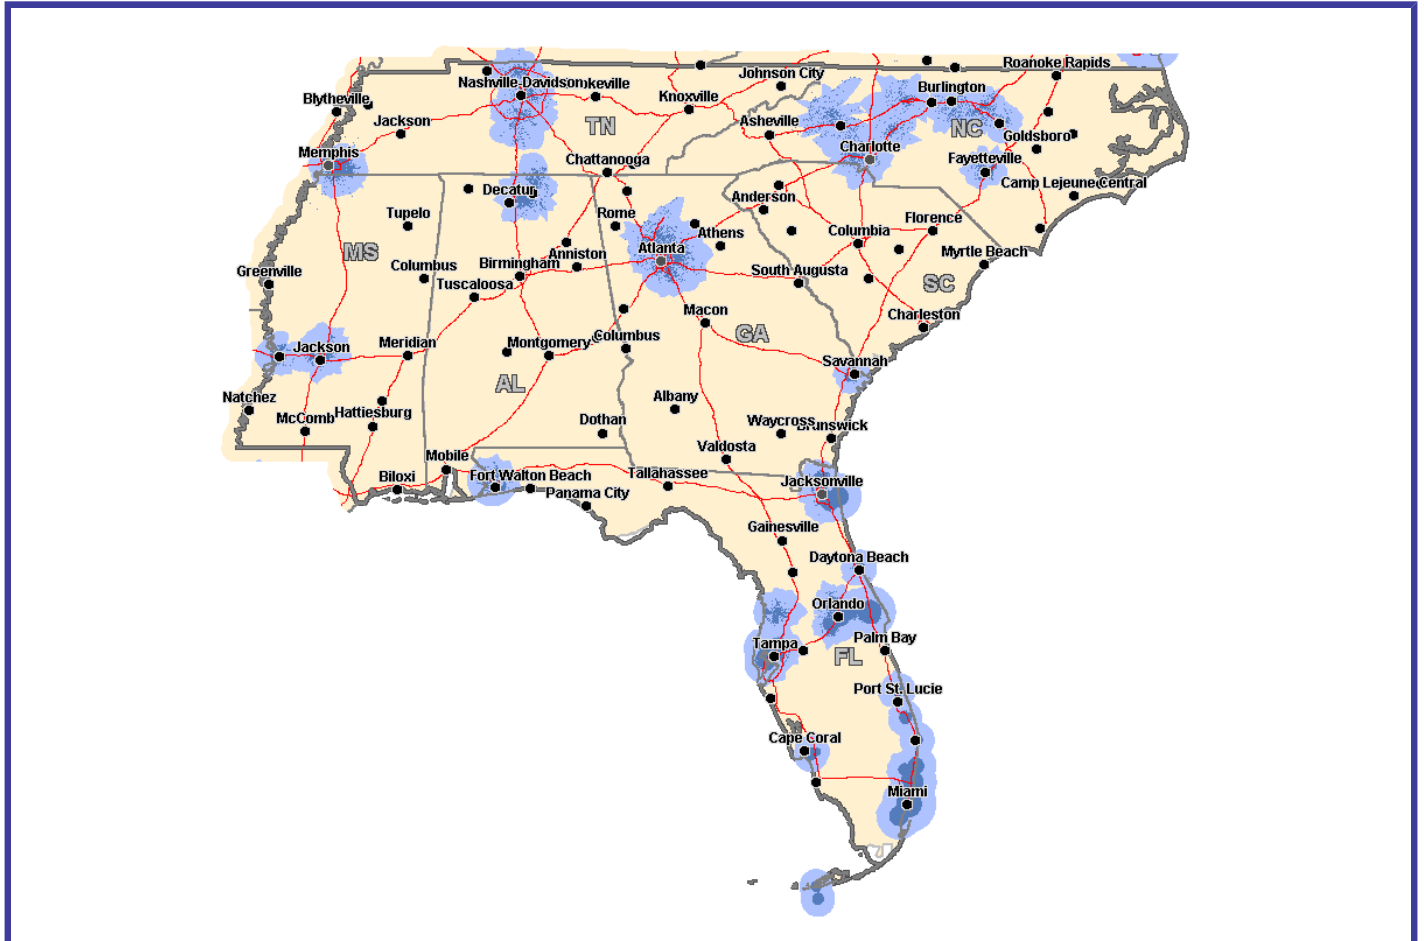 Roanoke Rapids
Johnson City
Nashville-Davidson
keville
Burlington
Knoxville
Blytheville
Jackson
Asheville
TN
NC
Goldsboro
Charlotte
Memphis
Chattanooga
Fayetteville
Camp Lejeune Central
Decatur
Anderson
Tupelo
Rome
Florence
Athens
Columbia
Atlanta
MS
Myrtle Beach
Anniston
Birmingham
Columbus
Greenville
South Augusta
Tuscaloosa
SC
Macon
Charleston
GA
Columbus
Montgomery
Meridian
Jackson
Savannah
AL
Natchez
Albany
Hattiesburg
McComb
Dothan
Waycross
Brunswick
Valdosta
Mobile
Tallahassee
Fort Walton Beach
Biloxi
Jacksonville
Panama City
Gainesville
Daytona Beach
Orlando
Palm Bay
Tampa
FL
Port St. Lucie
Cape Coral
Miami